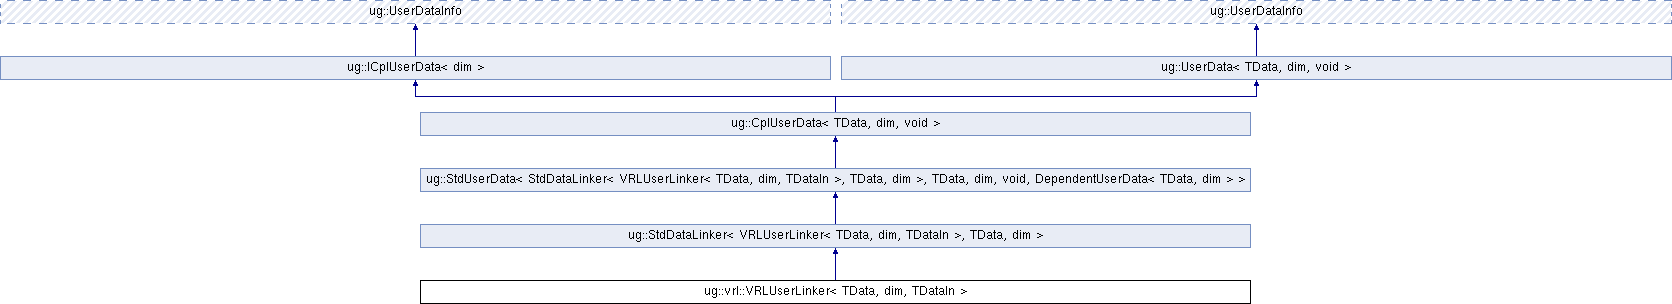 ug::UserDataInfo
ug::UserDataInfo
ug::ICplUserData< dim >
ug::UserData< TData, dim, void >
ug::CplUserData< TData, dim, void >
ug::StdUserData< StdDataLinker< VRLUserLinker< TData, dim, TDataIn >, TData, dim >, TData, dim, void, DependentUserData< TData, dim > >
ug::StdDataLinker< VRLUserLinker< TData, dim, TDataIn >, TData, dim >
ug::vrl::VRLUserLinker< TData, dim, TDataIn >